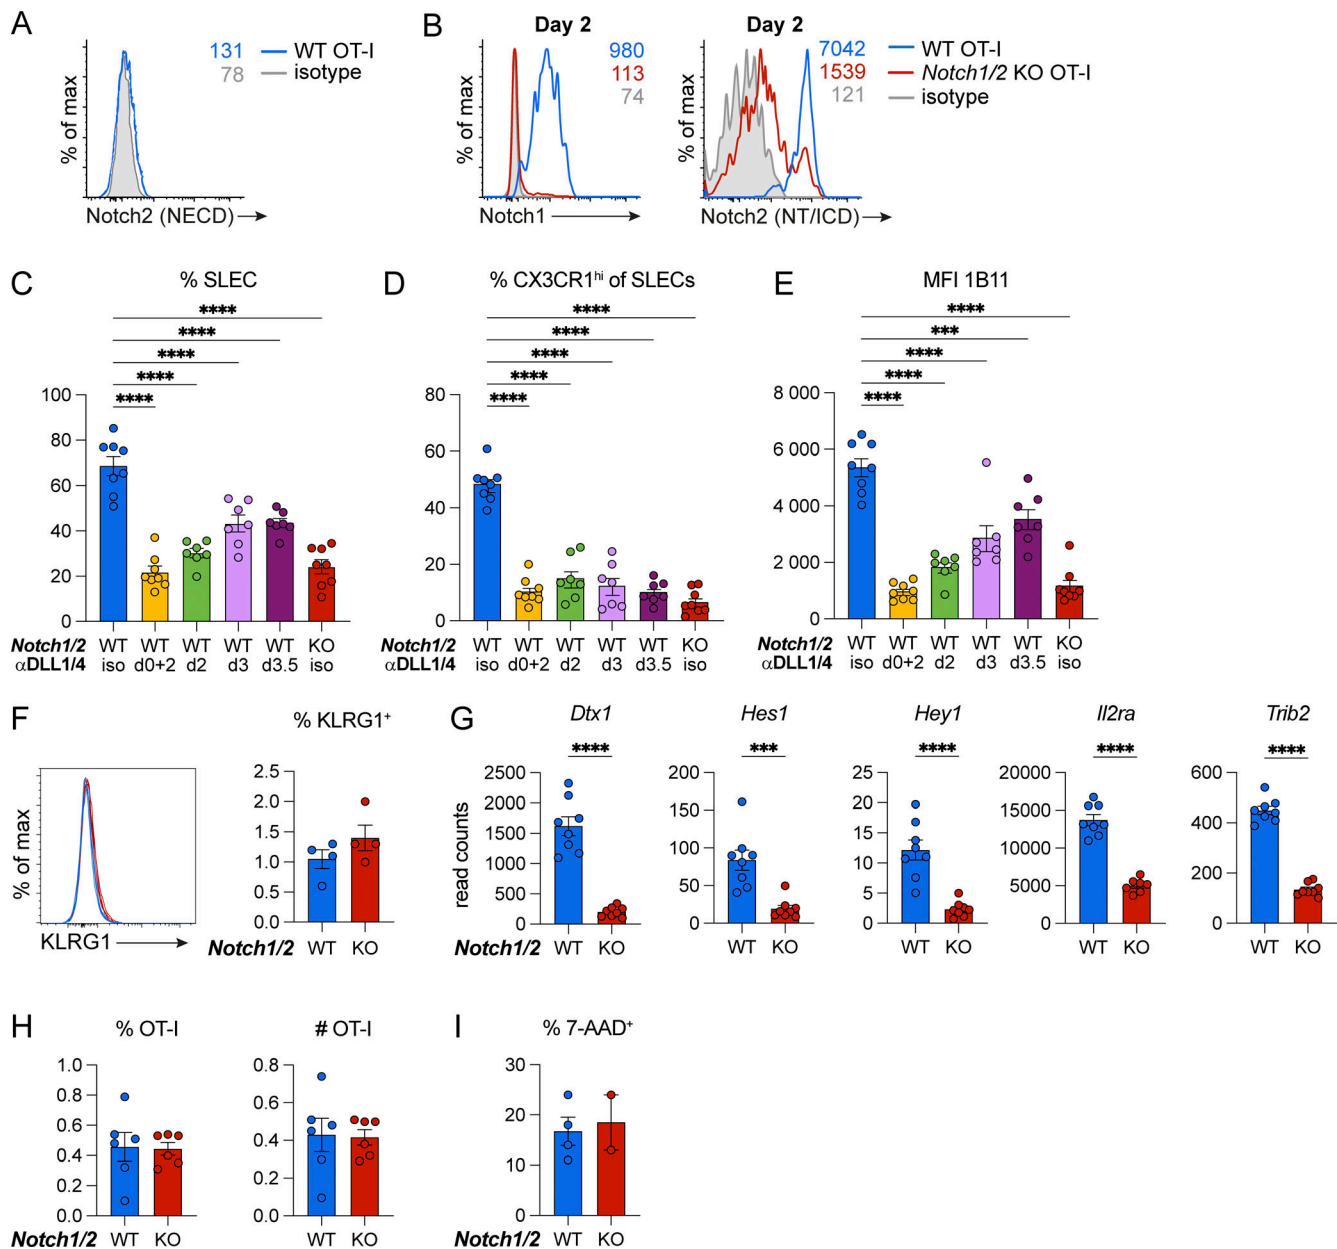 A
131 WT OT-I
78 isotype
% of max
Notch2 (NECD)
B
Day 2
980
113
74
% of max
Notch1
Day 2
7042 WT OT-I
1539 Notch1/2 KO OT-I
121 isotype
% of max
Notch2 (NT/ICD)
C
% SLEC
****
****
****
****
****
100
80
60
40
20
0
Notch1/2 WT WT WT WT WT KO
αDLL1/4 iso d0+2 d2 d3 d3.5 iso
D
% CX3CR1hi of SLECs
****
****
****
****
****
80
60
40
20
0
Notch1/2 WT WT WT WT WT KO
αDLL1/4 iso d0+2 d2 d3 d3.5 iso
E
MFI 1B11
****
***
****
****
****
8 000
6 000
4 000
2 000
0
Notch1/2 WT WT WT WT WT KO
αDLL1/4 iso d0+2 d2 d3 d3.5 iso
F
% of max
KLRG1
% KLRG1+
2.5
2.0
1.5
1.0
0.5
0.0
Notch1/2 WT KO
G
Dtx1
****
read counts
2500
2000
1500
1000
500
0
Notch1/2 WT KO
Hes1
***
200
150
100
50
0
WT KO
Hey1
****
25
20
15
10
5
0
WT KO
Il2ra
****
20000
15000
10000
5000
0
WT KO
Trib2
****
600
400
200
0
WT KO
H
% OT-I
1.0
0.8
0.6
0.4
0.2
0.0
Notch1/2 WT KO
# OT-I
0.8
0.6
0.4
0.2
0.0
WT KO
I
% 7-AAD+
30
20
10
0
Notch1/2 WT KO